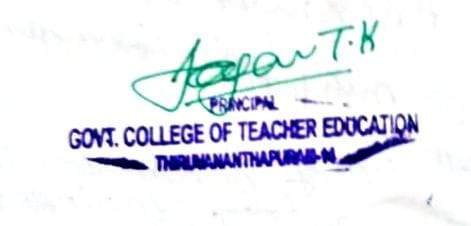 T.K
PRINCIPAL
GOVT. COLLEGE OF TEACHER EDUCATION
THIRUVANANTHAPURAM-14